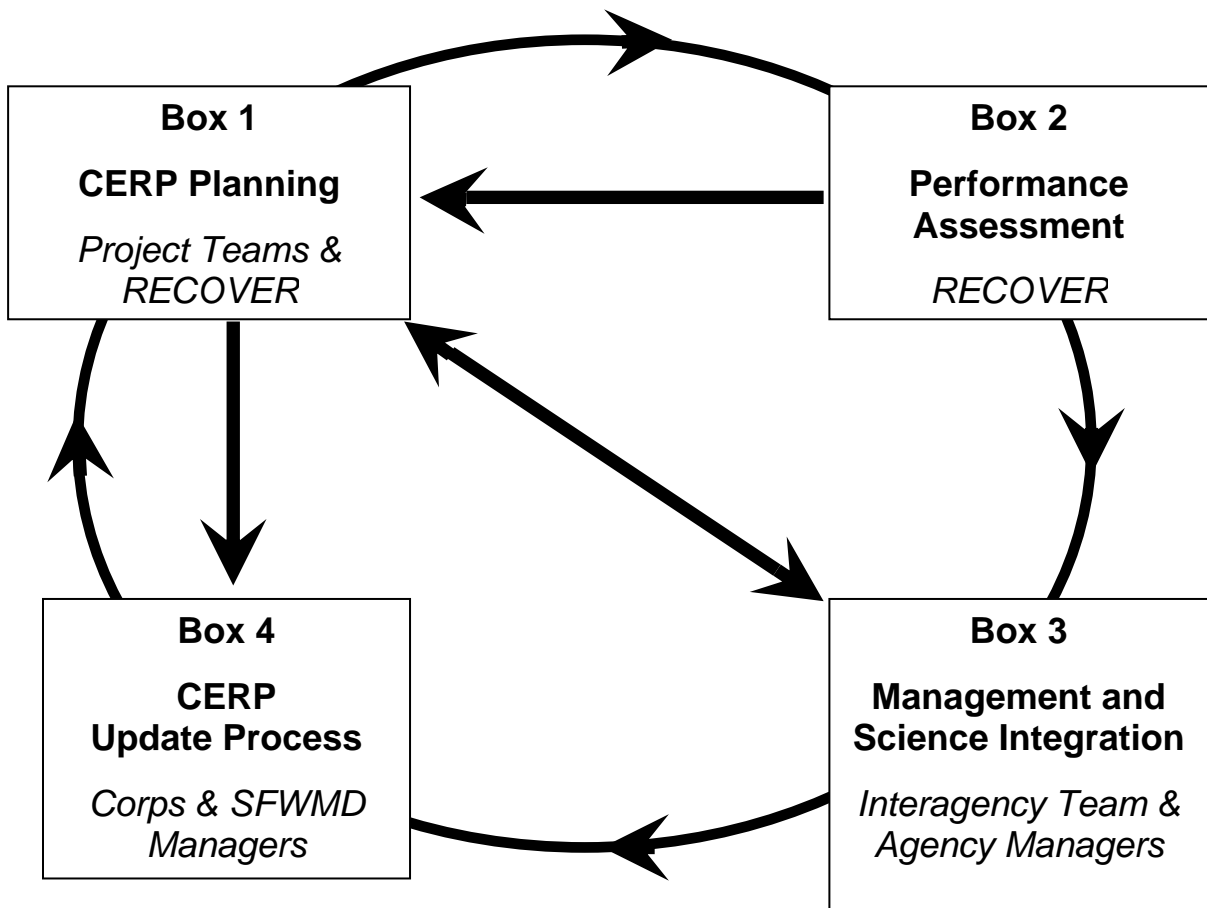 Box 1
CERP Planning
Project Teams &
RECOVER
Box 2
Performance
Assessment
RECOVER
Box 4
CERP
Update Process
Corps & SFWMD
Managers
Box 3
Management and
Science Integration
Interagency Team &
Agency Managers